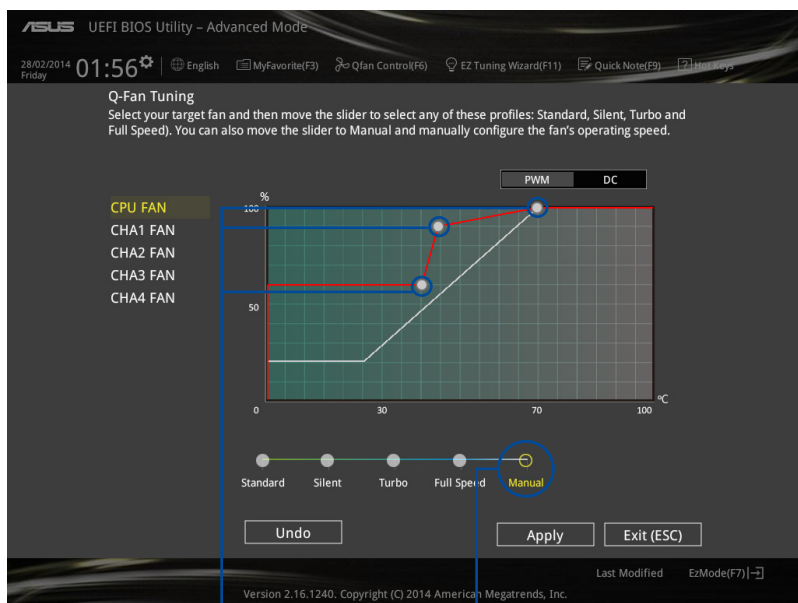 ASUS UEFI BIOS Utility – Advanced Mode
28/02/2014
Friday
01:56
English
MyFavorite(F3)
Qfan Control(F6)
EZ Tuning Wizard(F11)
Quick Note(F9)
? Hot Keys
Q-Fan Tuning
Select your target fan and then move the slider to select any of these profiles: Standard, Silent, Turbo and
Full Speed). You can also move the slider to Manual and manually configure the fan's operating speed.
PWM DC
CPU FAN
CHA1 FAN
CHA2 FAN
CHA3 FAN
CHA4 FAN
%
100
50
0 30 70 100
°C
Standard Silent Turbo Full Speed Manual
Undo Apply Exit (ESC)
Last Modified EzMode(F7)
Version 2.16.1240. Copyright (C) 2014 American Megatrends, Inc.